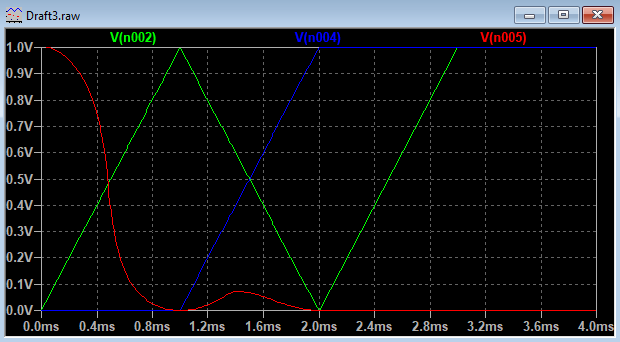 Draft3.raw
V(n002) V(n004) V(n005)
1.0V
0.9V
0.8V
0.7V
0.6V
0.5V
0.4V
0.3V
0.2V
0.1V
0.0V
0.0ms 0.4ms 0.8ms 1.2ms 1.6ms 2.0ms 2.4ms 2.8ms 3.2ms 3.6ms 4.0ms